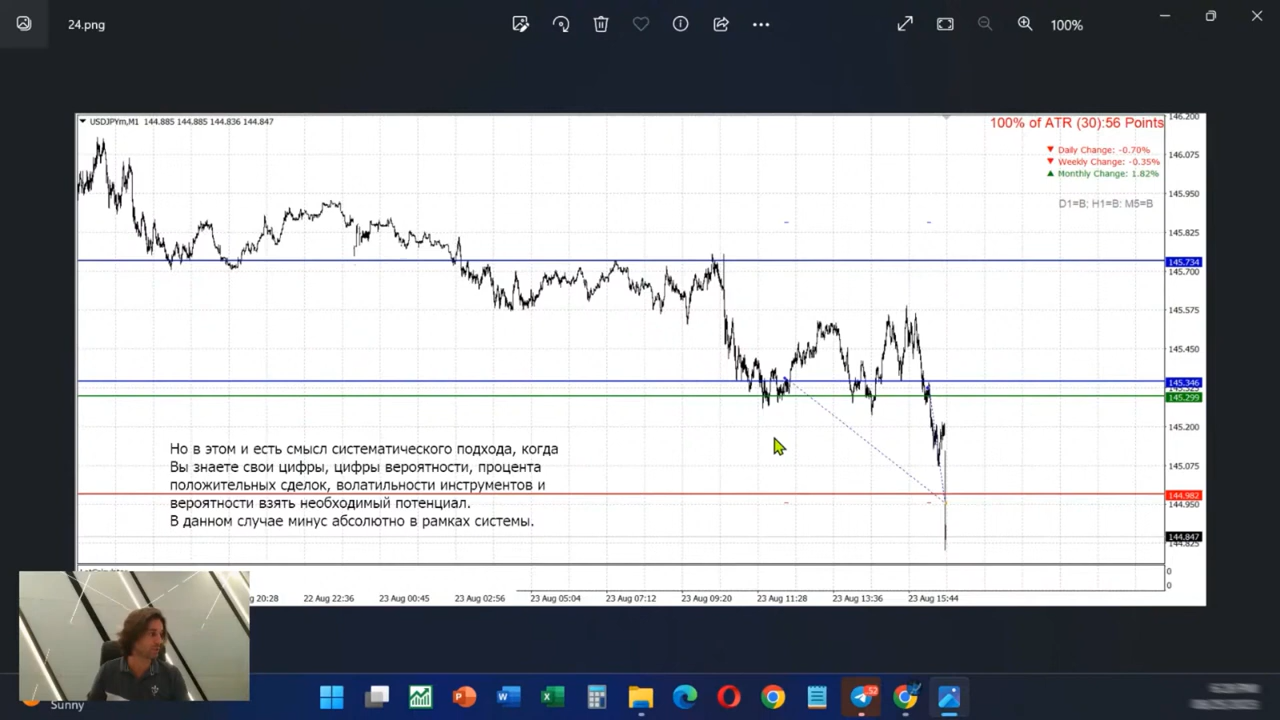 24.png
100%
USDJPYm,M1 144.885 144.885 144.836 144.847
100% of ATR (30):56 Points
Daily Change: -0.70%
Weekly Change: -0.35%
Monthly Change: 1.82%
D1=B; H1=B; M5=B
146.200
146.075
145.950
145.825
145.734
145.700
145.575
145.450
145.346
145.299
145.200
145.075
144.982
144.950
144.847
144.825
0
0
Но в этом и есть смысл систематического подхода, когда
Вы знаете свои цифры, цифры вероятности, процента
положительных сделок, волатильности инструментов и
вероятности взять необходимый потенциал.
В данном случае минус абсолютно в рамках системы.
20:28 22 Aug 22:36 23 Aug 00:45 23 Aug 02:56 23 Aug 05:04 23 Aug 07:12 23 Aug 09:20 23 Aug 11:28 23 Aug 13:36 23 Aug 15:44
Sunny